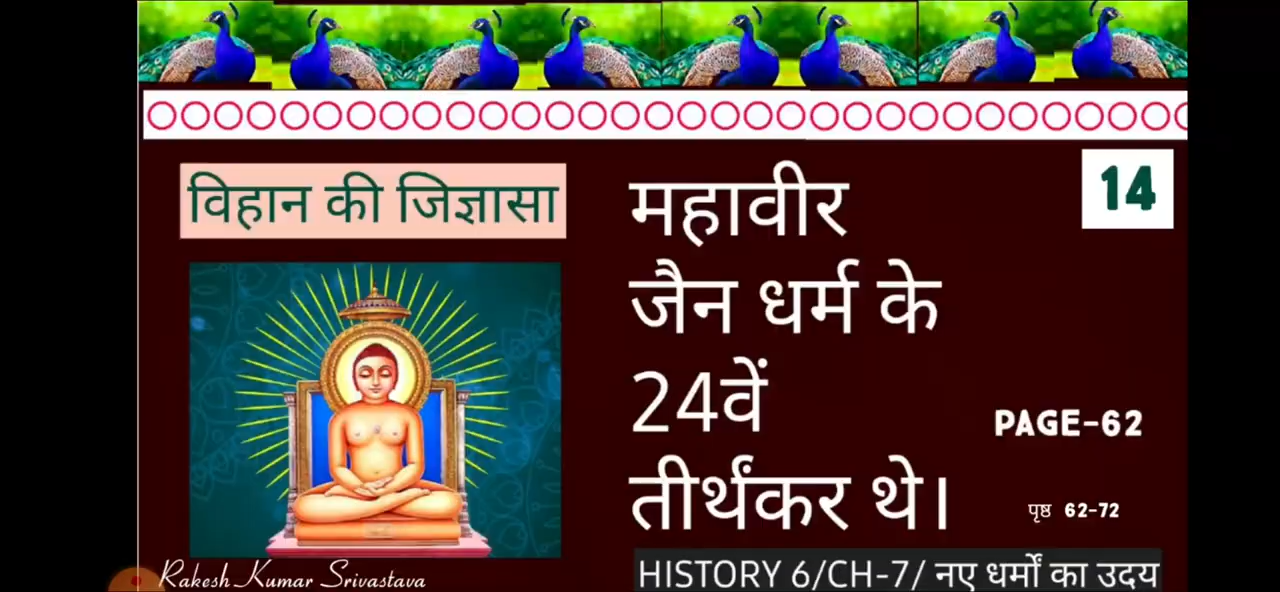 विहान की जिज्ञासा
14
महावीर
जैन धर्म के
24वें
तीर्थंकर थे।
PAGE-62
पृष्ठ 62-72
Rakesh Kumar Srivastava
HISTORY 6/CH-7/ नए धर्मों का उदय